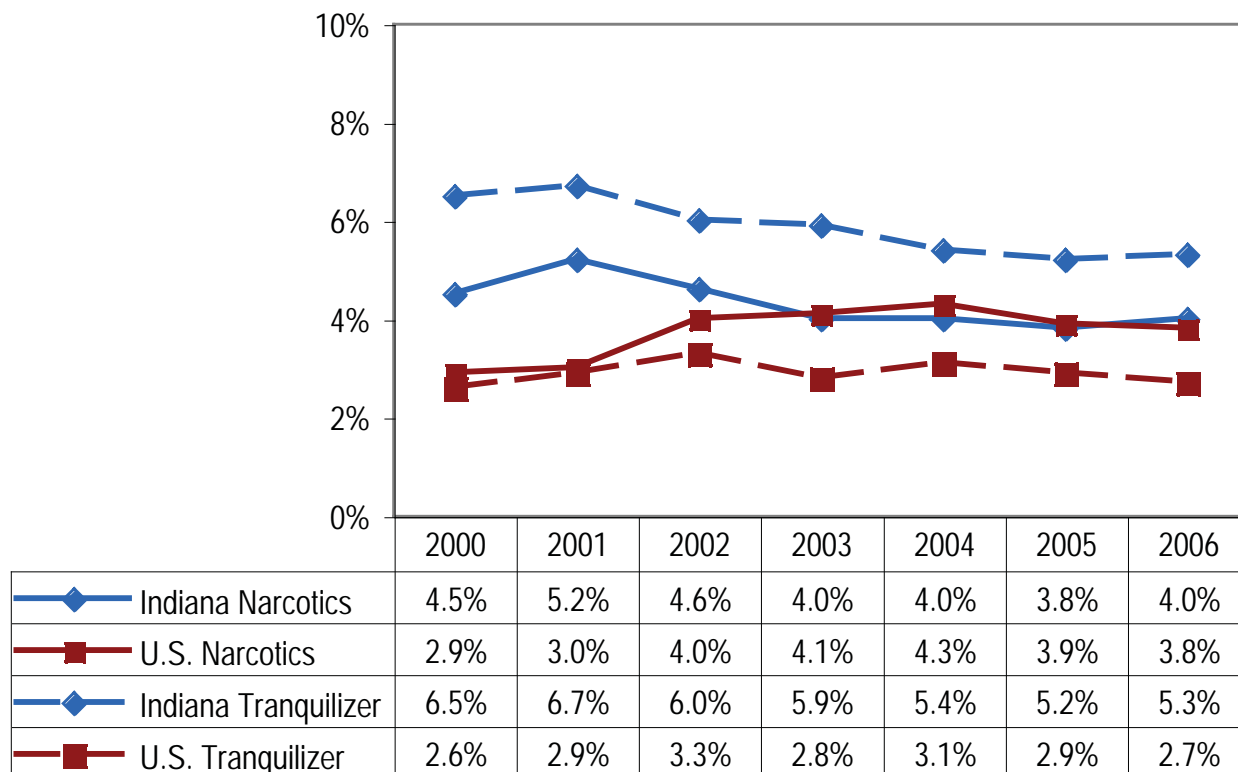 10%
8%
6%
4%
2%
0%
2000 2001 2002 2003 2004 2005 2006
Indiana Narcotics 4.5% 5.2% 4.6% 4.0% 4.0% 3.8% 4.0%
U.S. Narcotics 2.9% 3.0% 4.0% 4.1% 4.3% 3.9% 3.8%
Indiana Tranquilizer 6.5% 6.7% 6.0% 5.9% 5.4% 5.2% 5.3%
U.S. Tranquilizer 2.6% 2.9% 3.3% 2.8% 3.1% 2.9% 2.7%